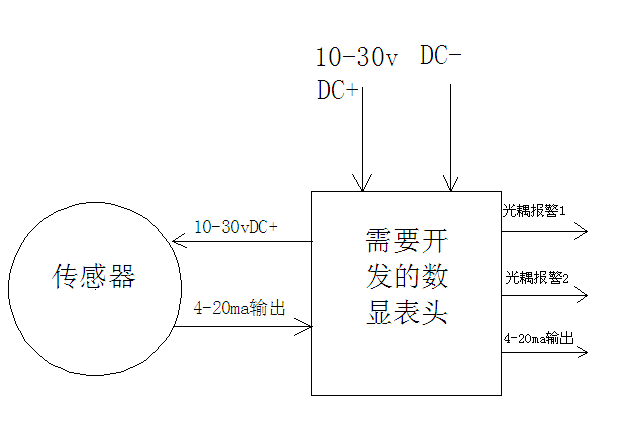 10-30v DC-
DC+
光耦报警1
10-30vDC+
需要开
发的数
显表头
传感器
光耦报警2
4-20ma输出
4-20ma输出